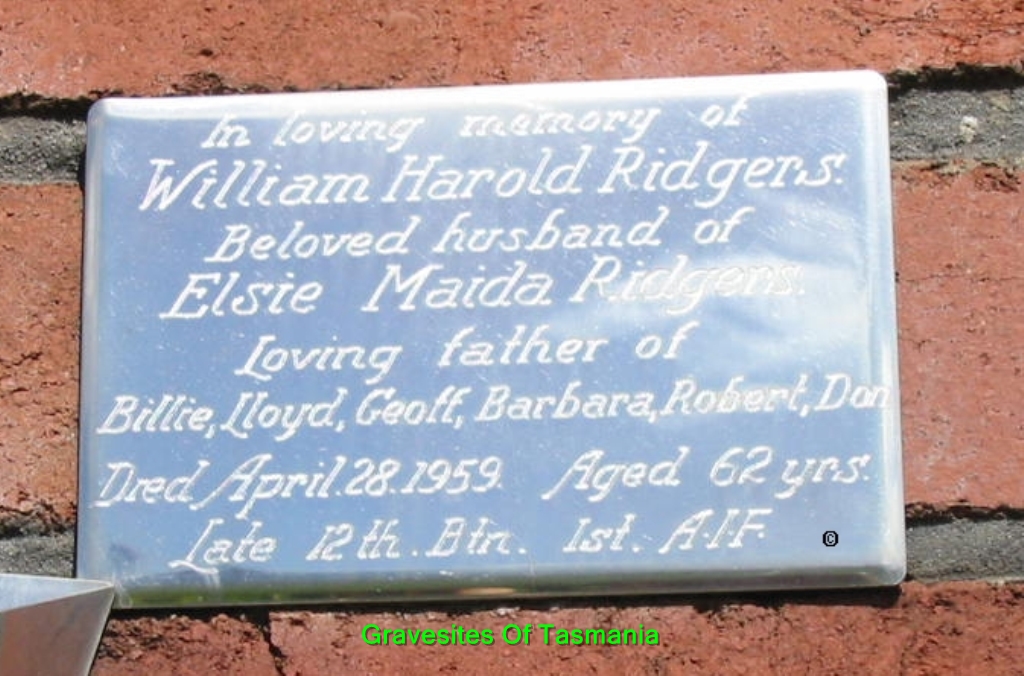 In loving memory of
William Harold Ridgers.
Beloved husband of
Elsie Maida Ridgers.
Loving father of
Billie, Lloyd, Geoff, Barbara, Robert, Don
Died April. 28. 1959. Aged 62 yrs.
Late 12th. Btn. 1st. A.I.F.
©
Gravesites Of Tasmania